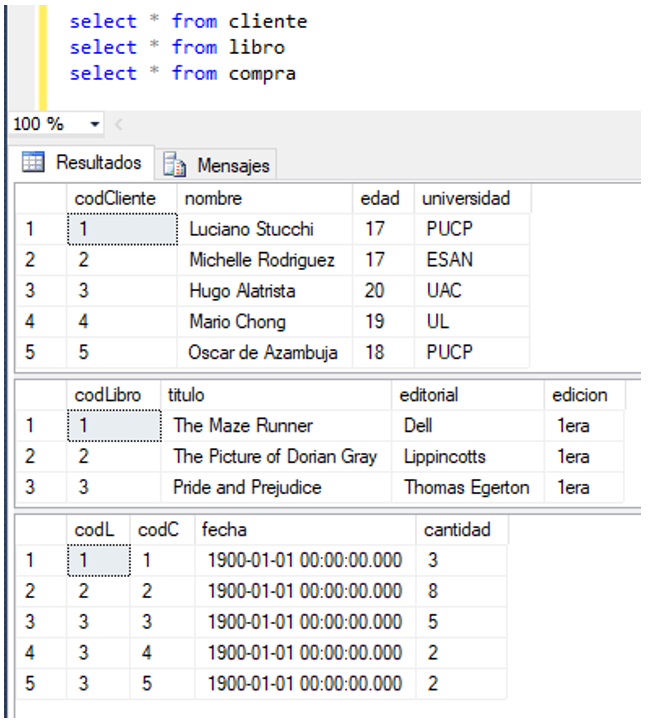 select * from cliente
select * from libro
select * from compra
100 %
Resultados Mensajes
codCliente nombre edad universidad
1 1 Luciano Stucchi 17 PUCP
2 2 Michelle Rodriguez 17 ESAN
3 3 Hugo Alatrista 20 UAC
4 4 Mario Chong 19 UL
5 5 Oscar de Azambuja 18 PUCP
codLibro titulo editorial edicion
1 1 The Maze Runner Dell 1era
2 2 The Picture of Dorian Gray Lippincotts 1era
3 3 Pride and Prejudice Thomas Egerton 1era
codL codC fecha cantidad
1 1 1 1900-01-01 00:00:00.000 3
2 2 2 1900-01-01 00:00:00.000 8
3 3 3 1900-01-01 00:00:00.000 5
4 3 4 1900-01-01 00:00:00.000 2
5 3 5 1900-01-01 00:00:00.000 2